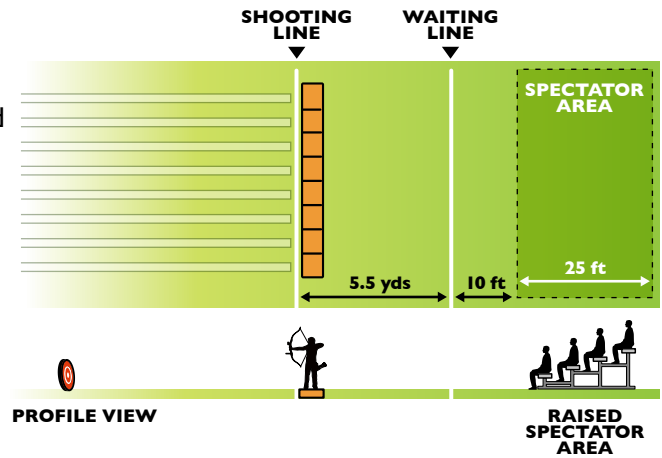 SHOOTING
LINE
WAITING
LINE
SPECTATOR
AREA
5.5 yds
10 ft
25 ft
PROFILE VIEW
RAISED
SPECTATOR
AREA